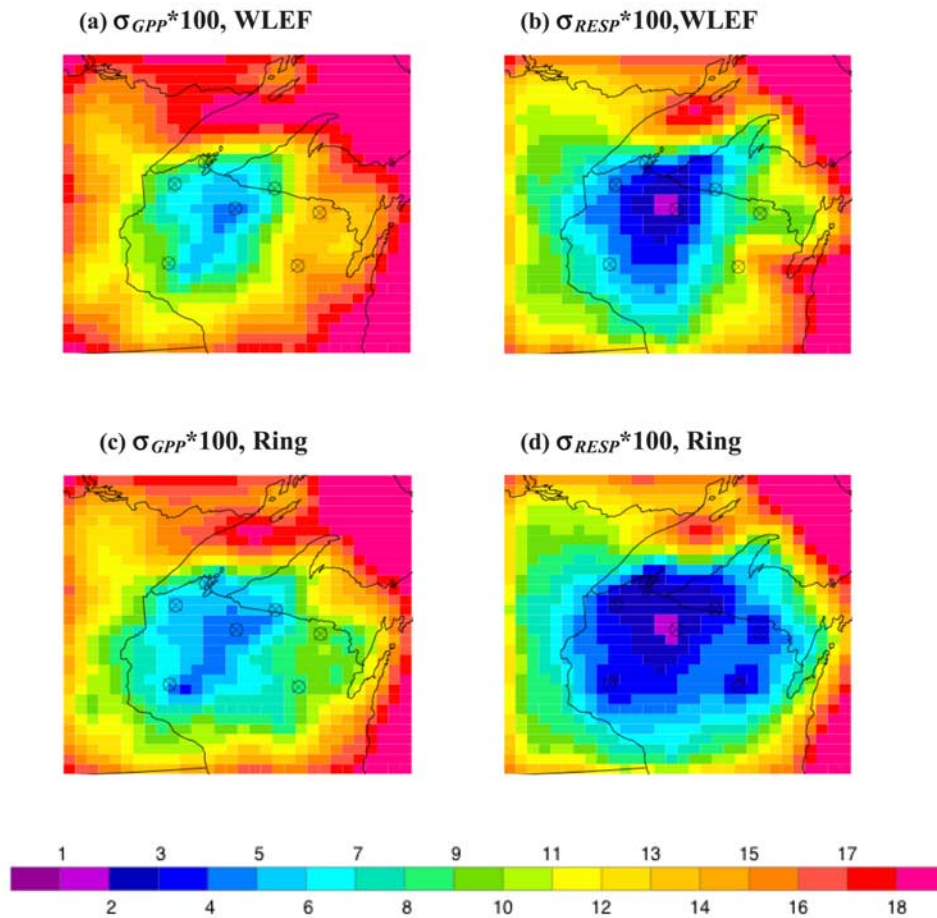 (a) σGPP*100, WLEF
(b) σRESP*100,WLEF
(c) σGPP*100, Ring
(d) σRESP*100, Ring
1 3 5 7 9 11 13 15 17
2 4 6 8 10 12 14 16 18